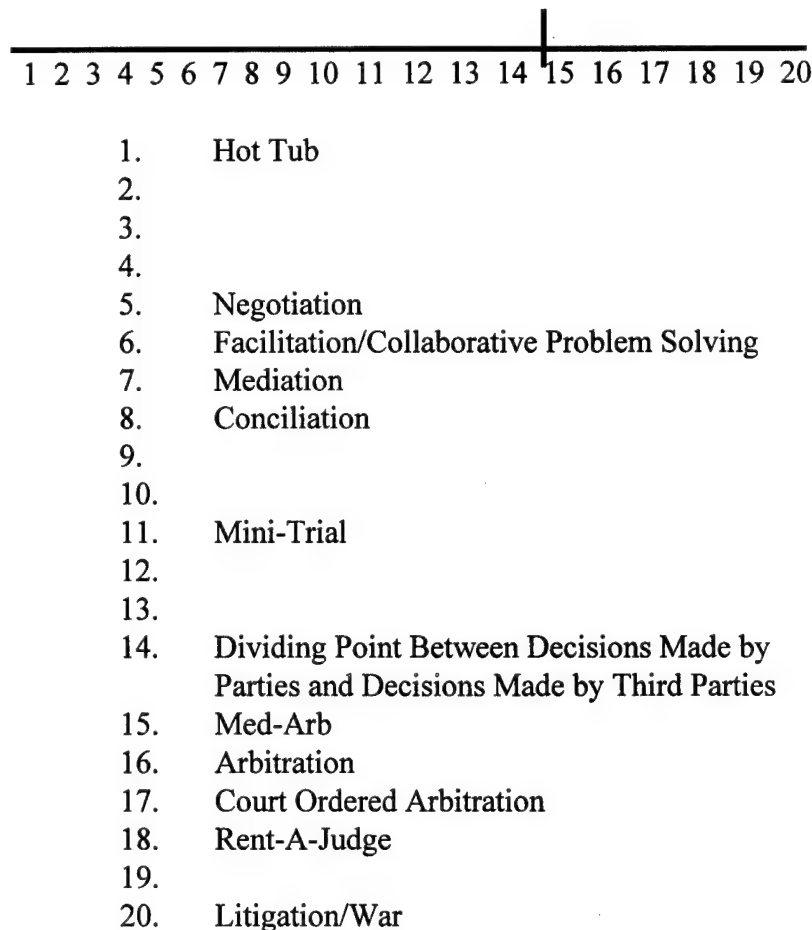 1 2 3 4 5 6 7 8 9 10 11 12 13 14 15 16 17 18 19 20
1. Hot Tub
2.
3.
4.
5. Negotiation
6. Facilitation/Collaborative Problem Solving
7. Mediation
8. Conciliation
9.
10.
11. Mini-Trial
12.
13.
14. Dividing Point Between Decisions Made by
Parties and Decisions Made by Third Parties
15. Med-Arb
16. Arbitration
17. Court Ordered Arbitration
18. Rent-A-Judge
19.
20. Litigation/War